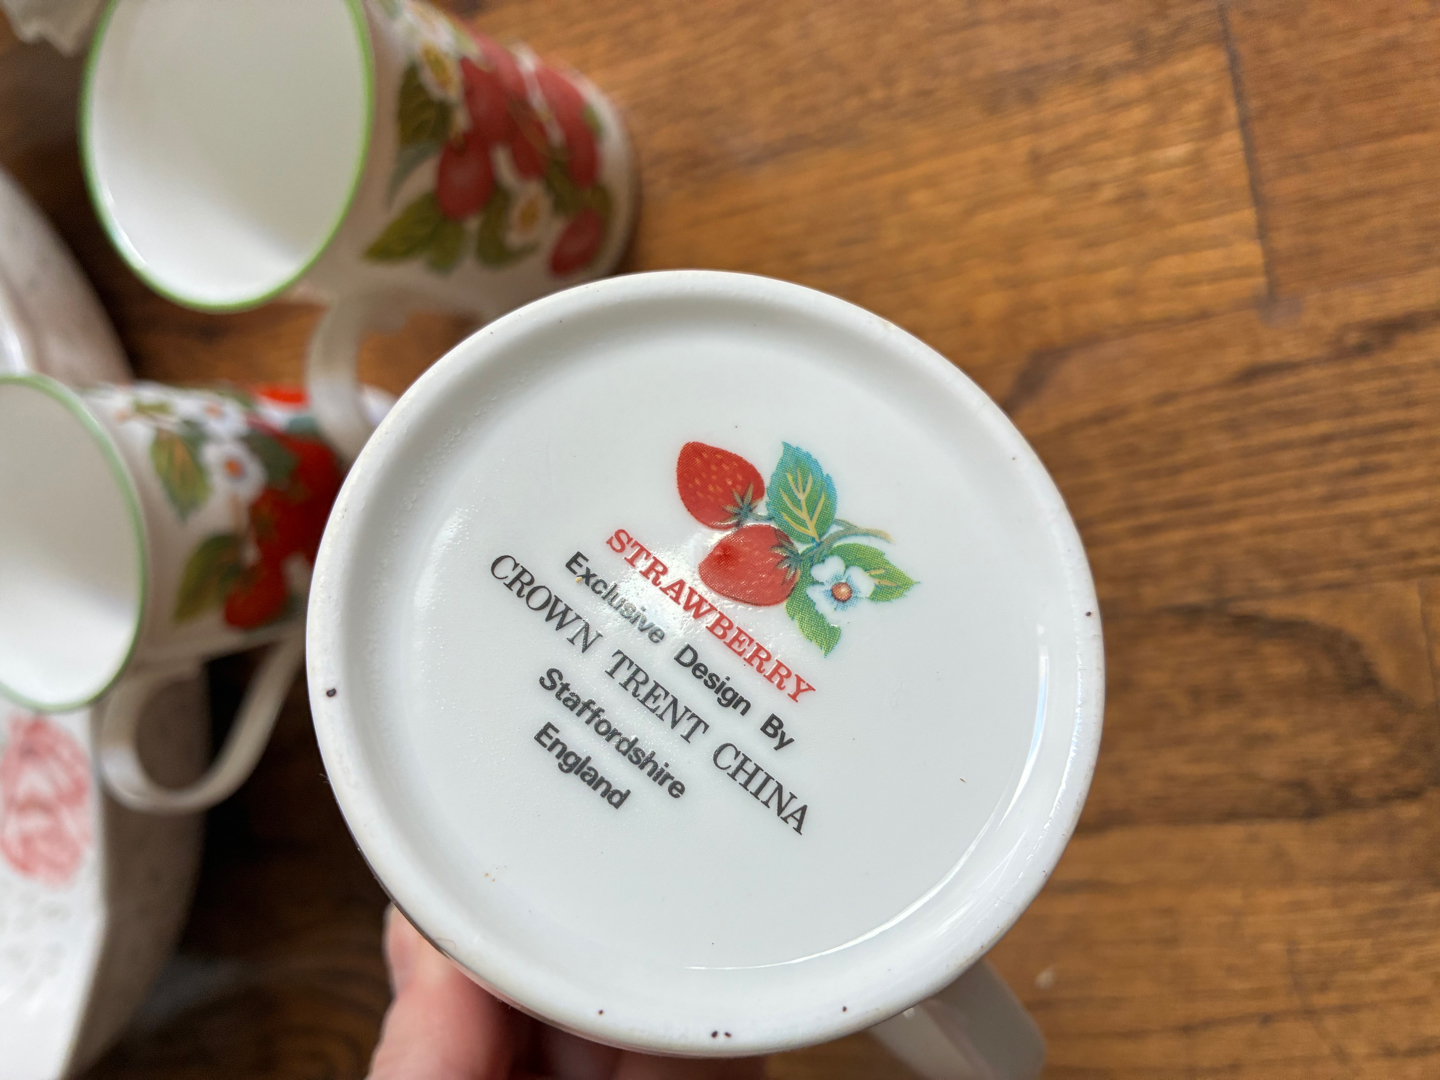 STRAWBERRY
Exclusive Design By
CROWN TRENT CHINA
Staffordshire
England